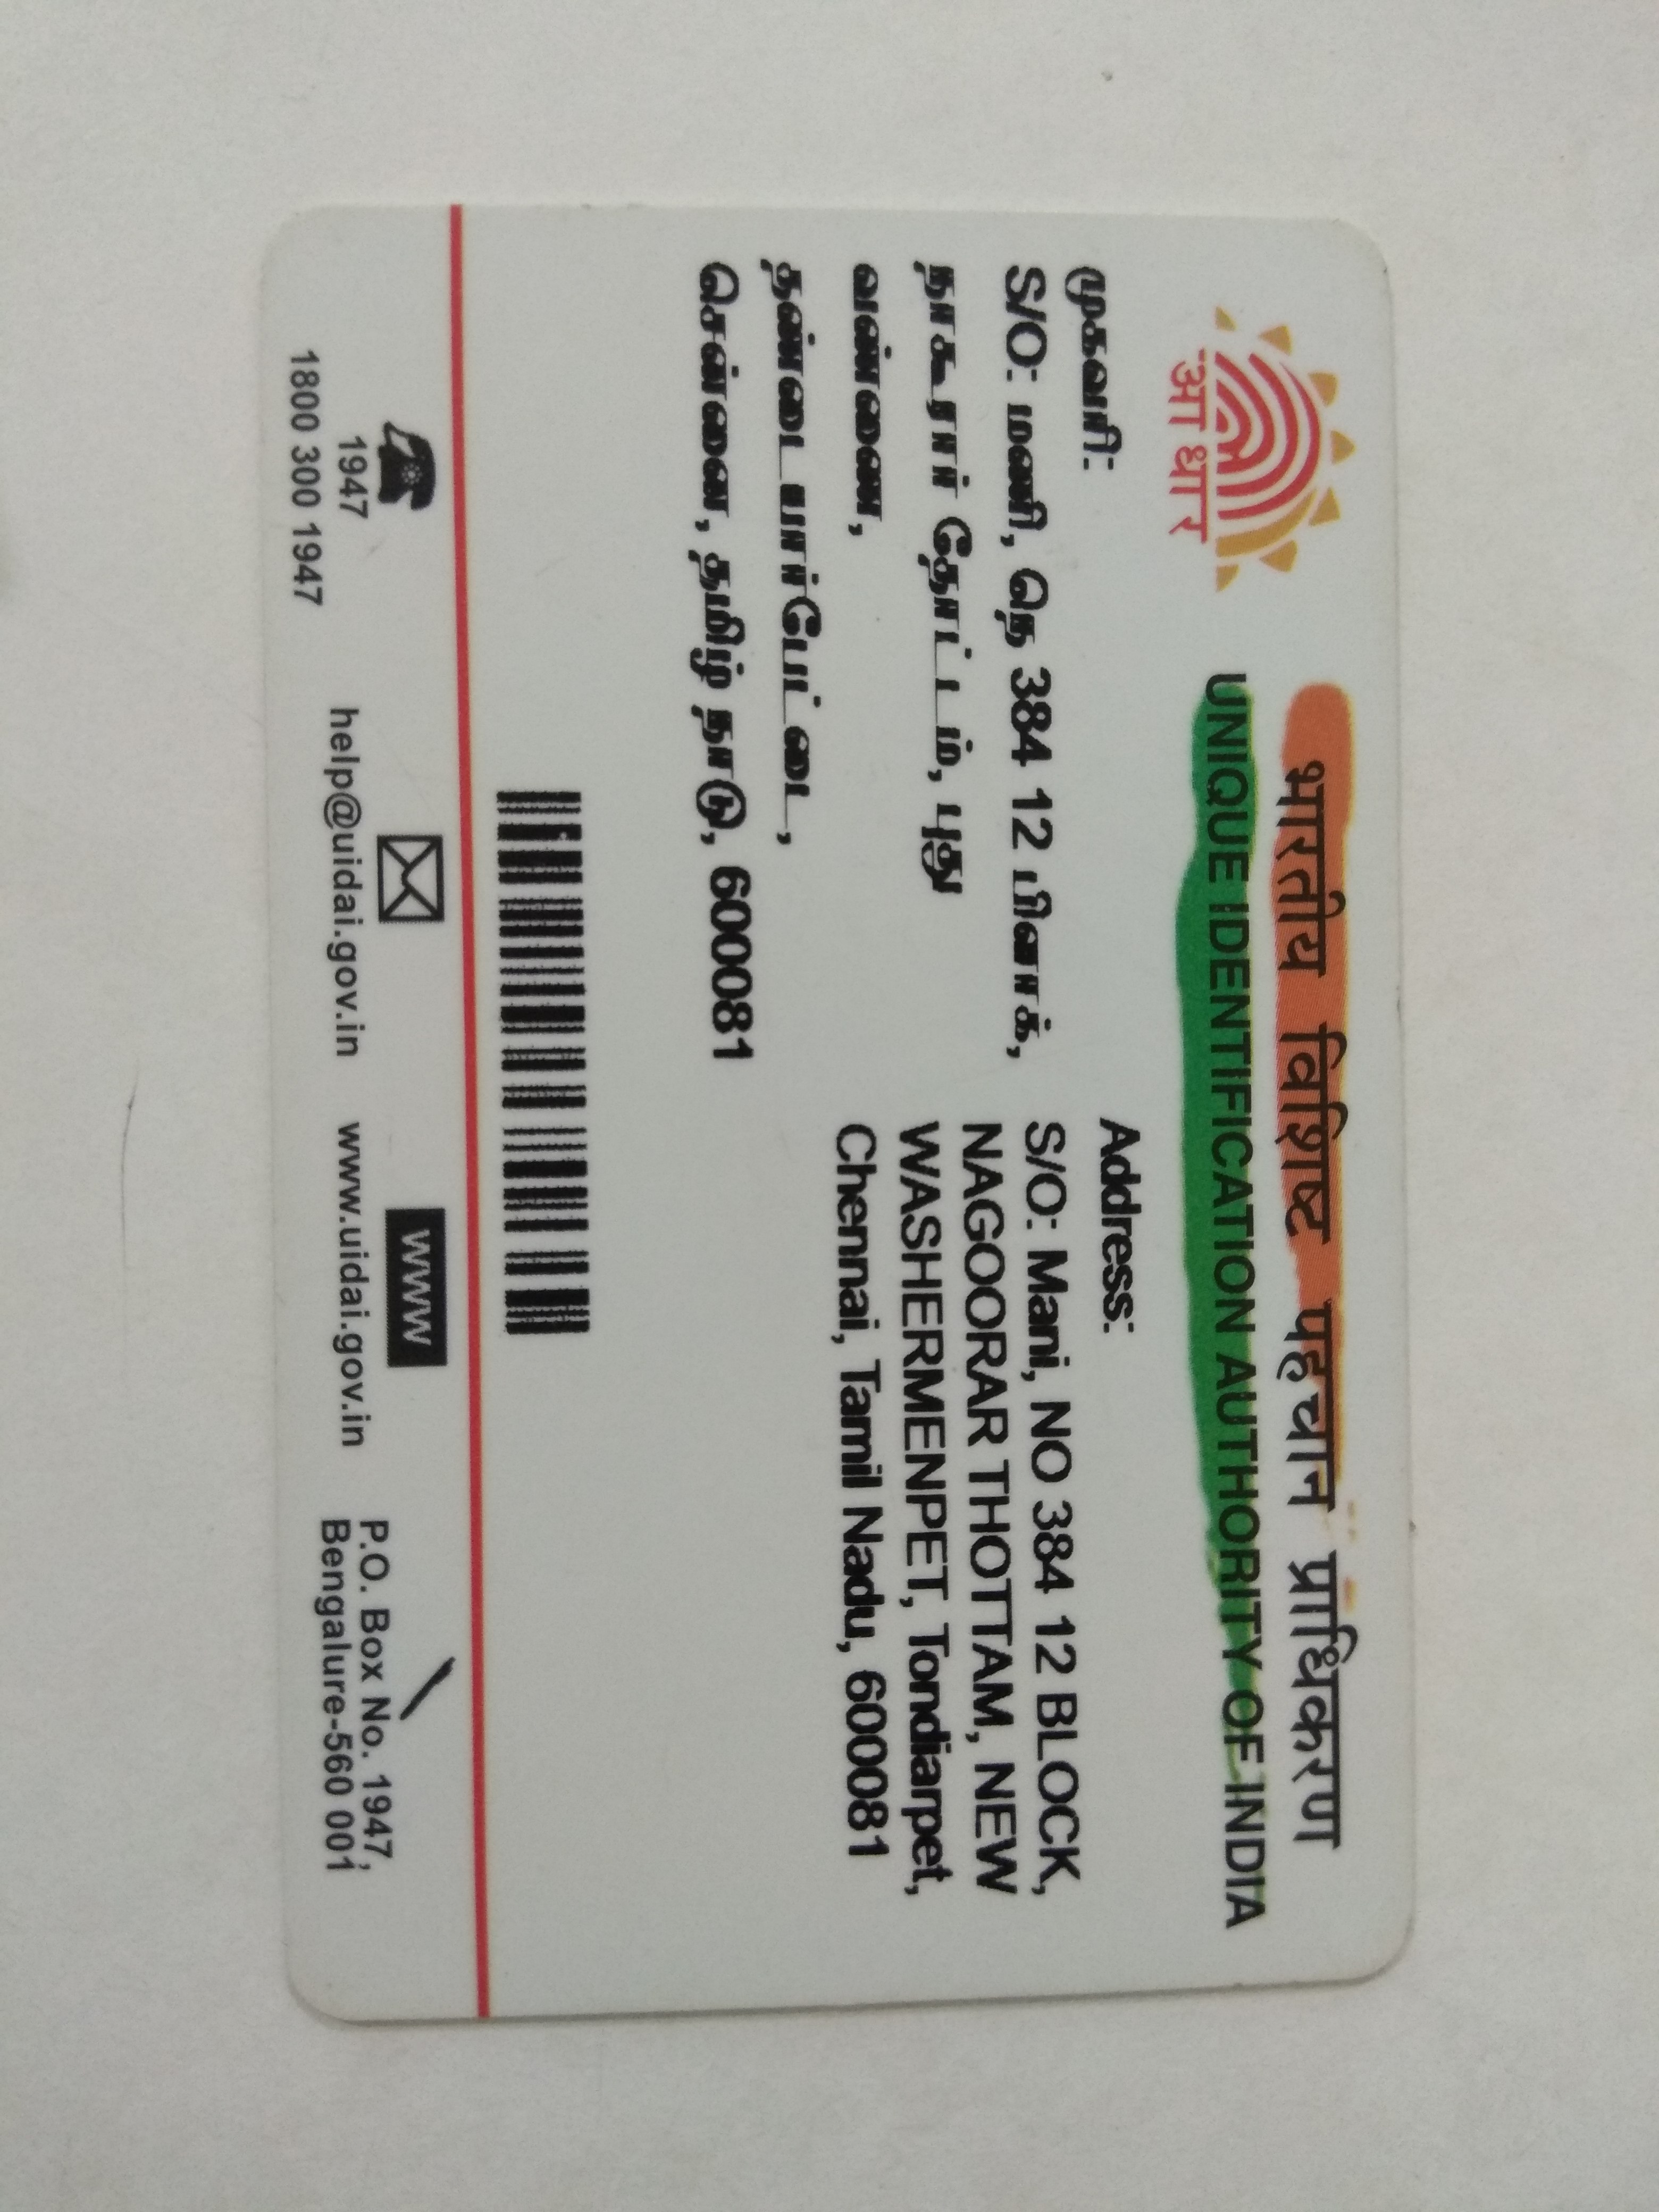 भारतीय विशिष्ट पहचान प्राधिकरण
UNIQUE IDENTIFICATION AUTHORITY OF INDIA
आधार
முகவரி:
S/O: மணி, நெ 384 12 பிளாக்,
நாகூரார் தோட்டம், புது
வண்ணை,
தண்டையார்பேட்டை,
சென்னை, தமிழ் நாடு, 600081
Address:
S/O: Mani, NO 384 12 BLOCK,
NAGOORAR THOTTAM, NEW
WASHERMENPET, Tondiarpet,
Chennai, Tamil Nadu, 600081
1947
1800 300 1947
help@uidai.gov.in
WWW
www.uidai.gov.in
P.O. Box No. 1947,
Bengalure-560 001